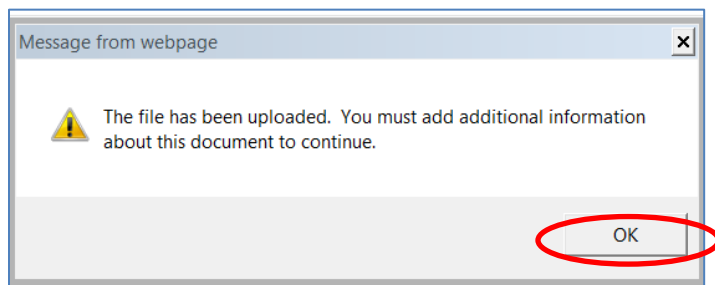 Message from webpage
The file has been uploaded.  You must add additional information
about this document to continue.
OK